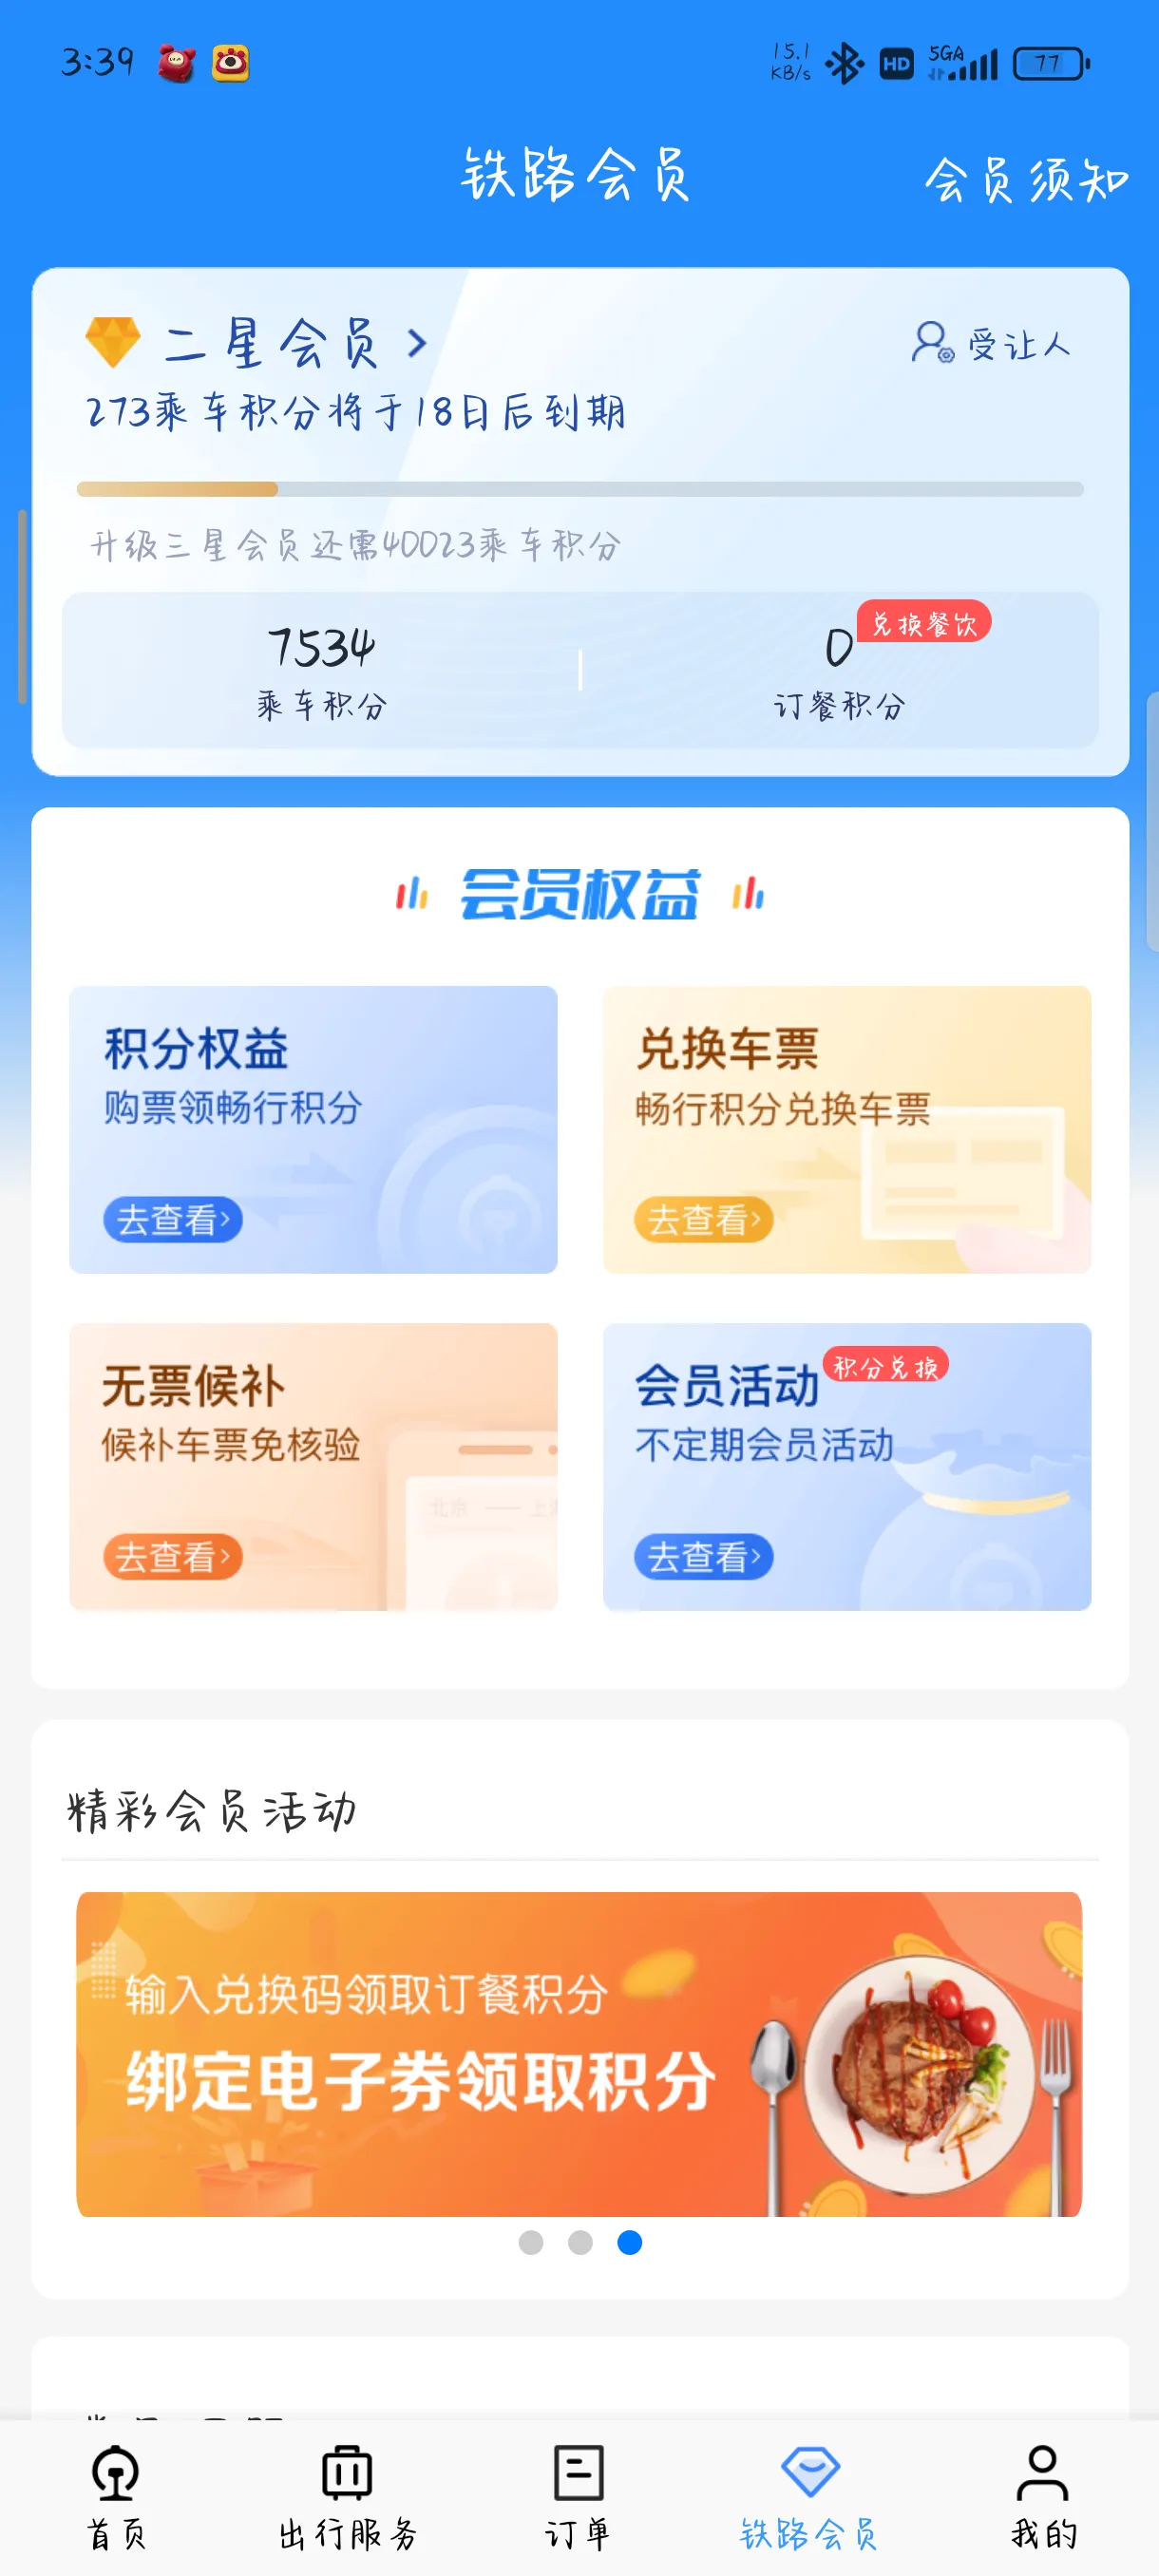 3:39
15.1
KB/s
HD
5GA
77
铁路会员
会员须知
二星会员
受让人
273乘车积分将于18日后到期
升级三星会员还需40023乘车积分
7534
乘车积分
0
兑换餐饮
订餐积分
会员权益
积分权益
购票领畅行积分
去查看
兑换车票
畅行积分兑换车票
去查看
无票候补
候补车票免核验
北京 —— 上海
去查看
会员活动
积分兑换
不定期会员活动
去查看
精彩会员活动
输入兑换码领取订餐积分
绑定电子券领取积分
首页
出行服务
订单
铁路会员
我的